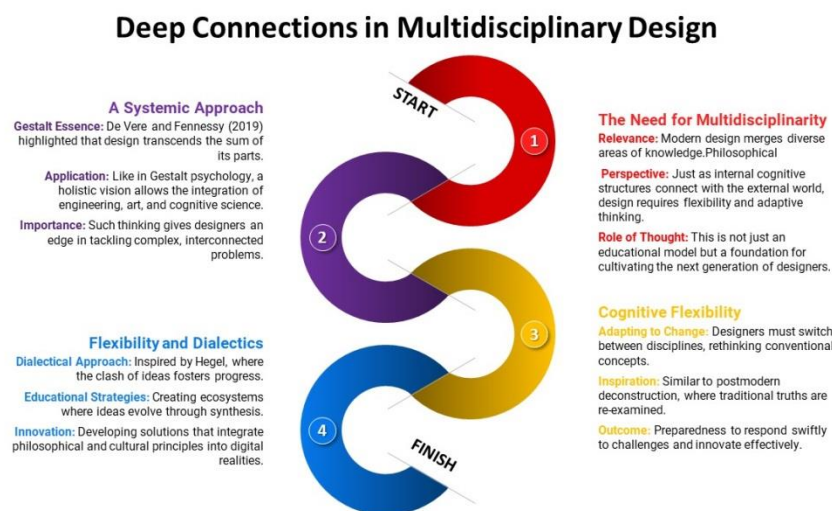 Deep Connections in Multidisciplinary Design
START
1
The Need for Multidisciplinarity
Relevance: Modern design merges diverse
areas of knowledge.Philosophical
Perspective: Just as internal cognitive
structures connect with the external world,
design requires flexibility and adaptive
thinking.
Role of Thought: This is not just an
educational model but a foundation for
cultivating the next generation of designers.
A Systemic Approach
Gestalt Essence: De Vere and Fennessy (2019)
highlighted that design transcends the sum of
its parts.
Application: Like in Gestalt psychology, a
holistic vision allows the integration of
engineering, art, and cognitive science.
Importance: Such thinking gives designers an
edge in tackling complex, interconnected
problems.
2
3
Cognitive Flexibility
Adapting to Change: Designers must switch
between disciplines, rethinking conventional
concepts.
Inspiration: Similar to postmodern
deconstruction, where traditional truths are
re-examined.
Outcome: Preparedness to respond swiftly
to challenges and innovate effectively.
Flexibility and Dialectics
Dialectical Approach: Inspired by Hegel, where
the clash of ideas fosters progress.
Educational Strategies: Creating ecosystems
where ideas evolve through synthesis.
Innovation: Developing solutions that integrate
philosophical and cultural principles into digital
realities.
4
FINISH